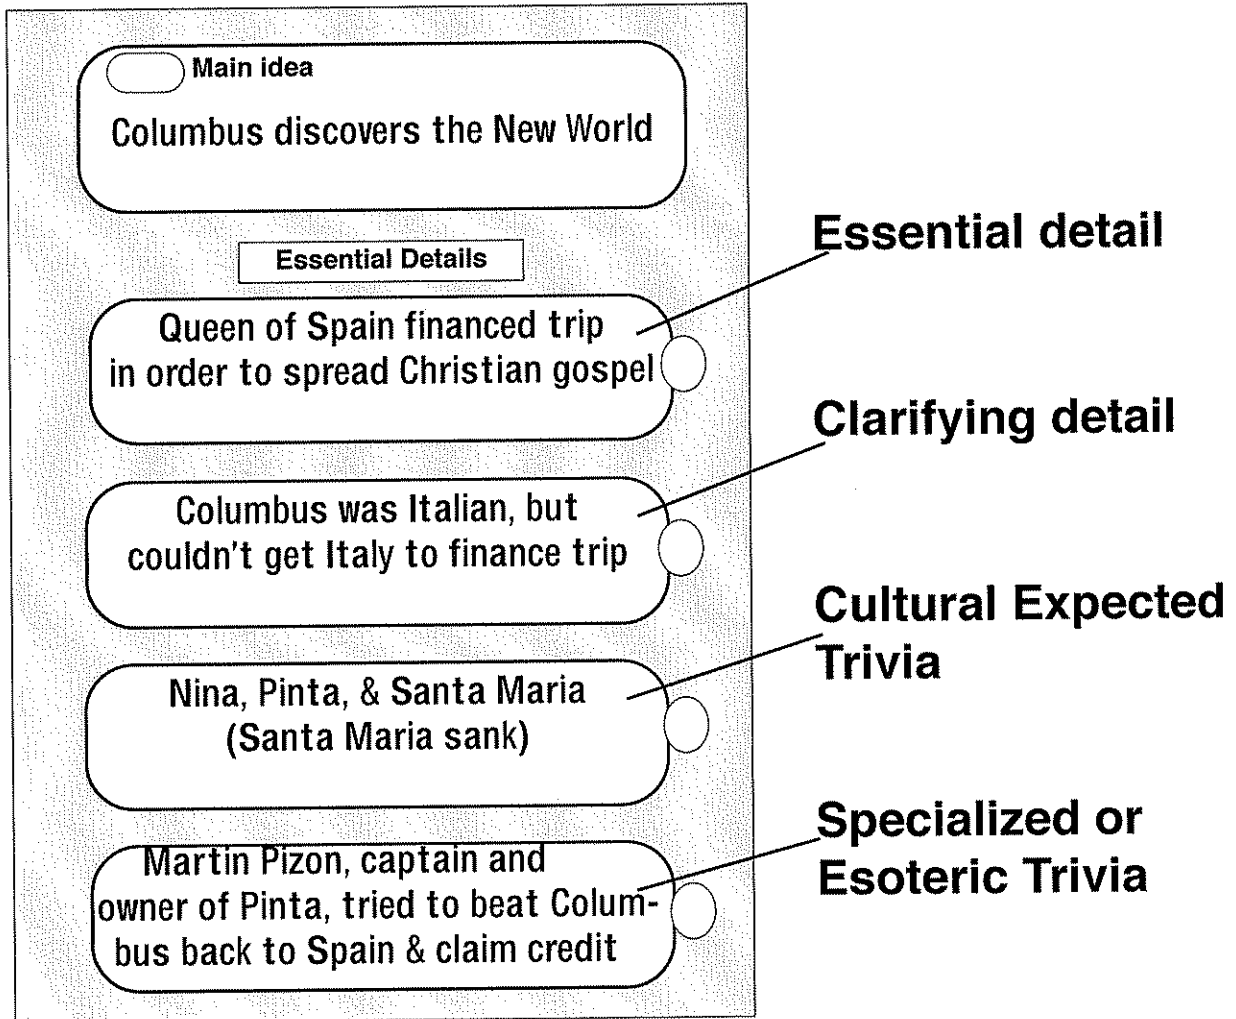 Main idea
Columbus discovers the New World
Essential Details
Essential detail
Queen of Spain financed trip
in order to spread Christian gospel
Clarifying detail
Columbus was Italian, but
couldn't get Italy to finance trip
Cultural Expected
Trivia
Nina, Pinta, & Santa Maria
(Santa Maria sank)
Specialized or
Esoteric Trivia
Martin Pizon, captain and
owner of Pinta, tried to beat Colum-
bus back to Spain & claim credit